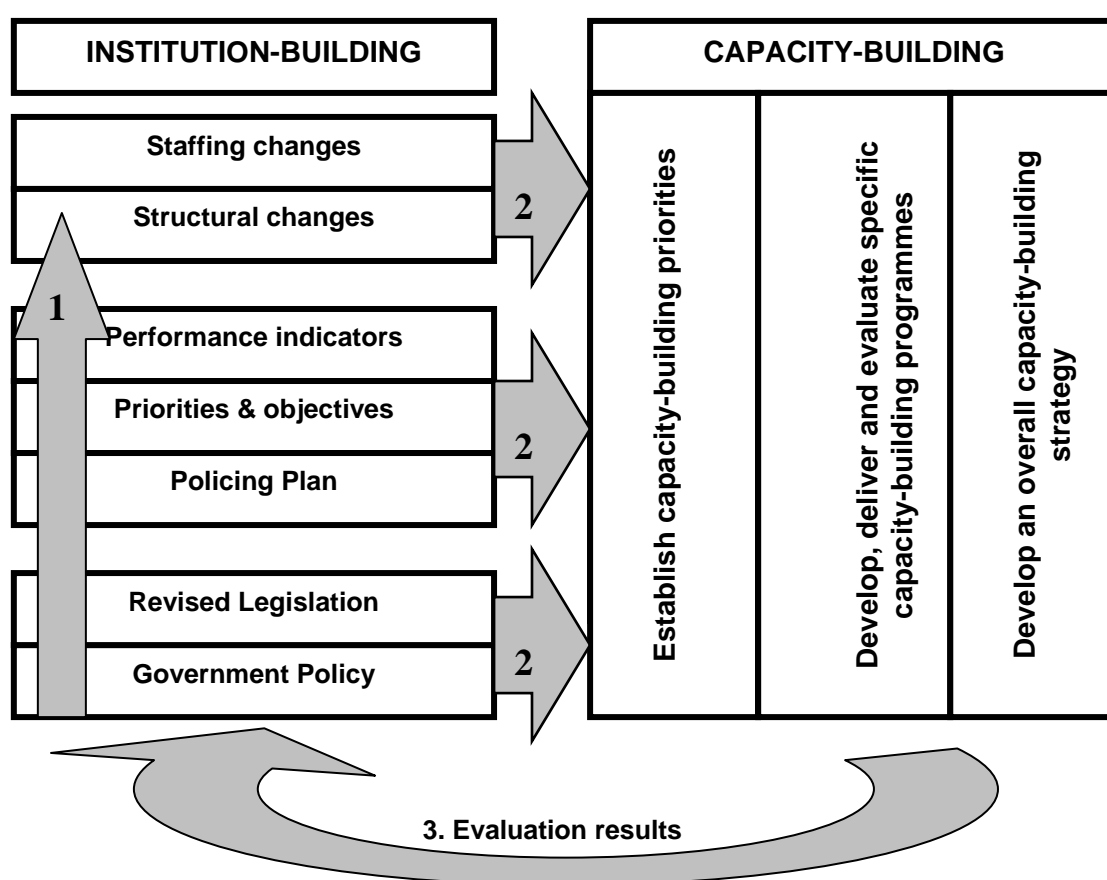 INSTITUTION-BUILDING
Staffing changes
Structural changes
1
Performance indicators
Priorities & objectives
Policing Plan
Revised Legislation
Government Policy
2
2
2
CAPACITY-BUILDING
Establish capacity-building priorities
Develop, deliver and evaluate specific
capacity-building programmes
Develop an overall capacity-building
strategy
3. Evaluation results